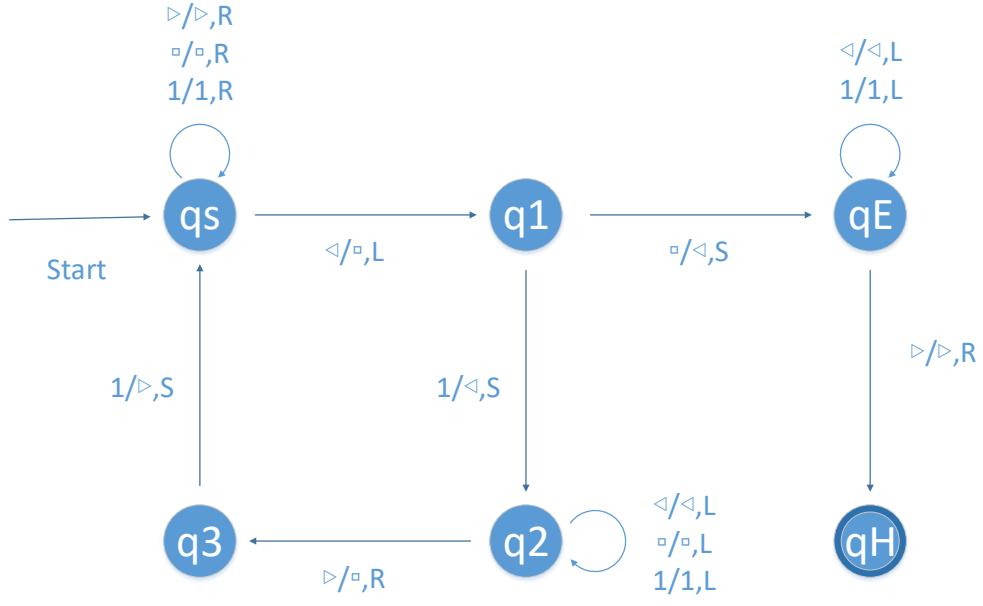 ▷/▷,R
▫/▫,R
1/1,R
◁/◁,L
1/1,L
qs
q1
qE
Start
◁/▫,L
▫/◁,S
1/▷,S
1/◁,S
▷/▷,R
q3
q2
qH
◁/◁,L
▫/▫,L
1/1,L
▷/▫,R